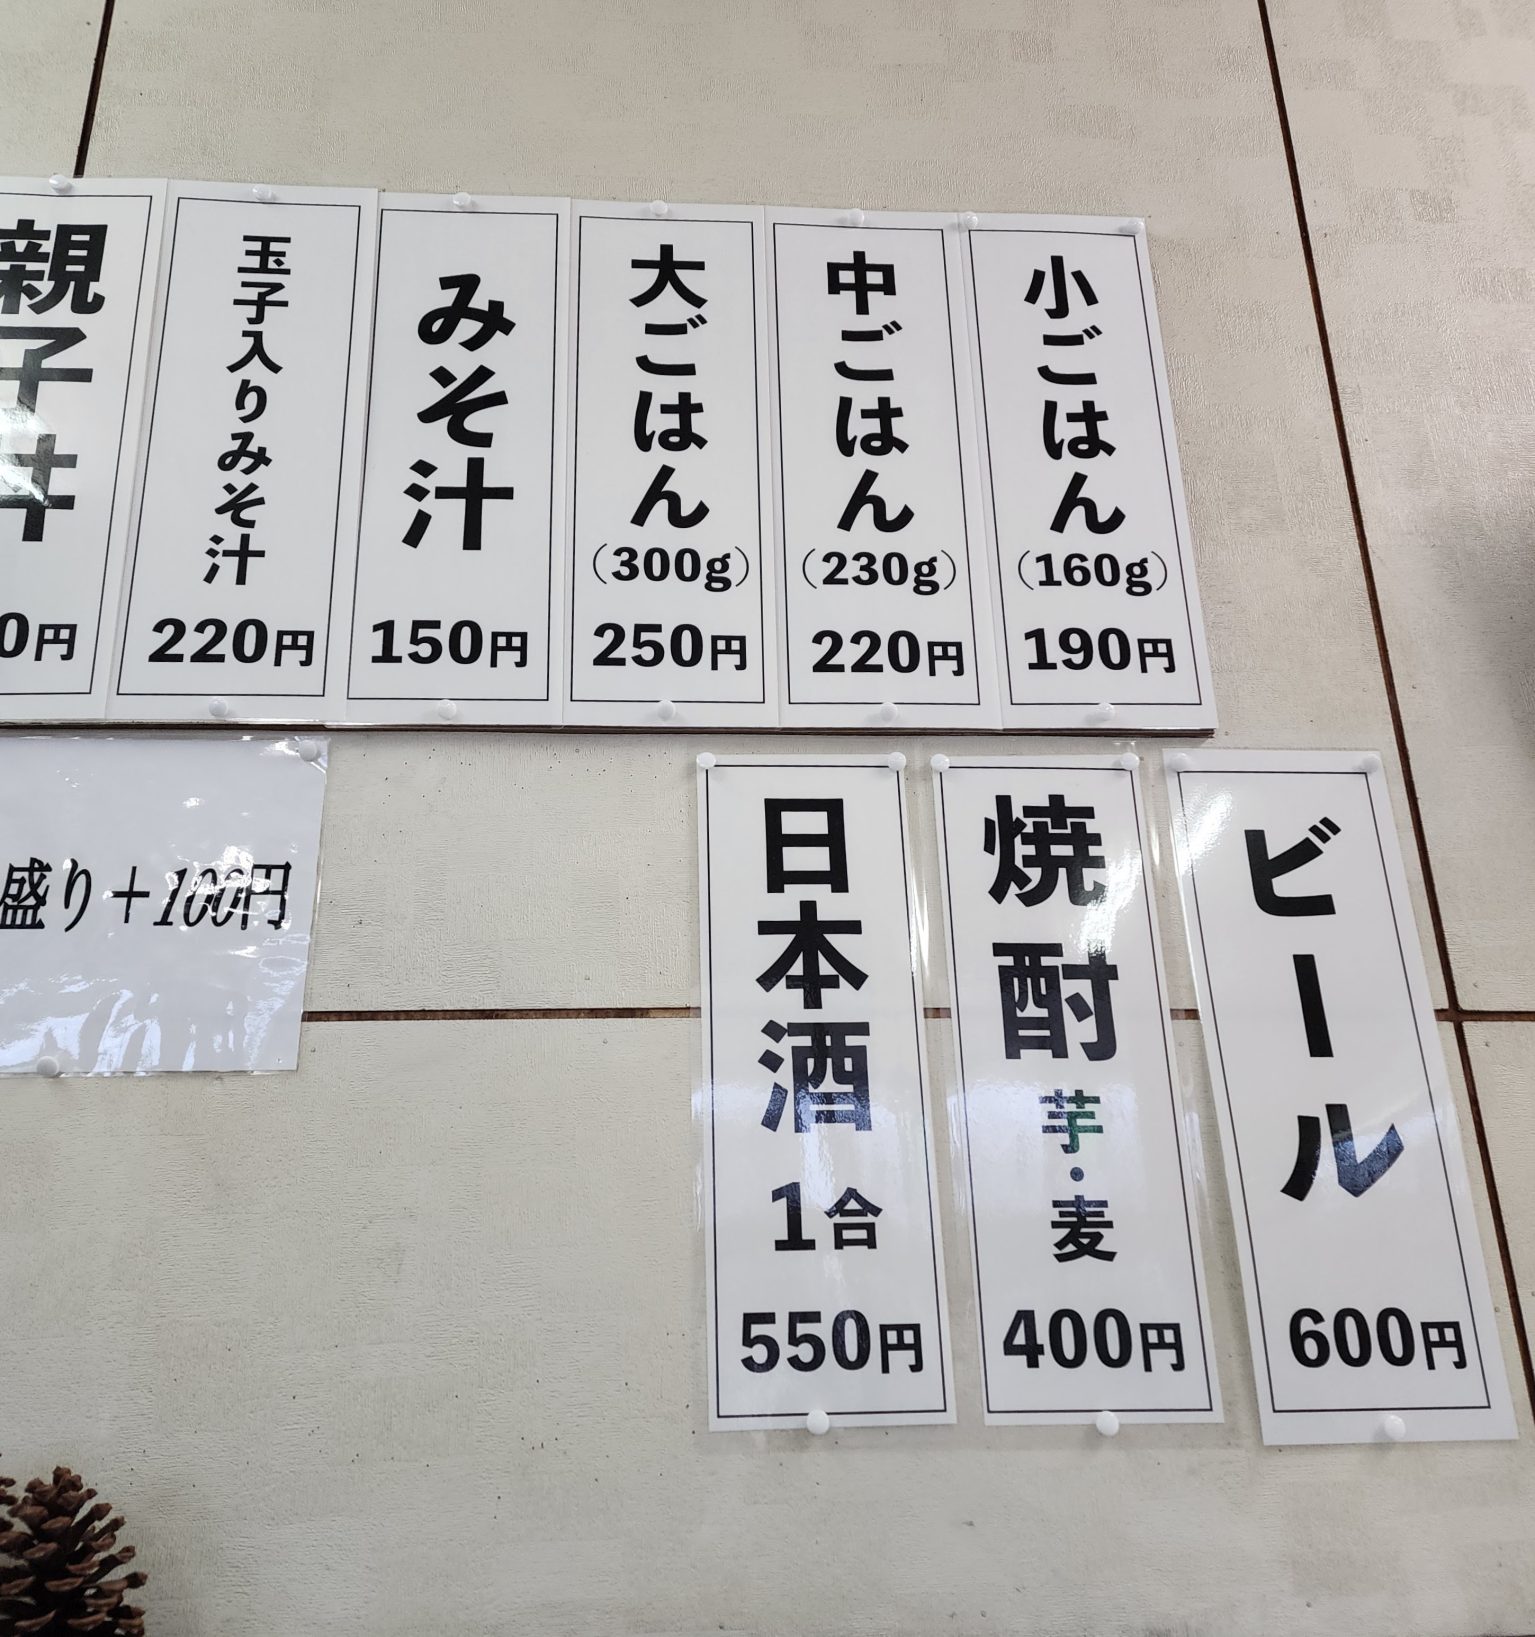 小ごはん
(160g)
190円
中ごはん
(230g)
220円
大ごはん
(300g)
250円
みそ汁
150円
玉子入りみそ汁
220円
親子丼
0円
ビール
600円
焼酎 芋・麦
400円
日本酒 1合
550円
盛り+100円